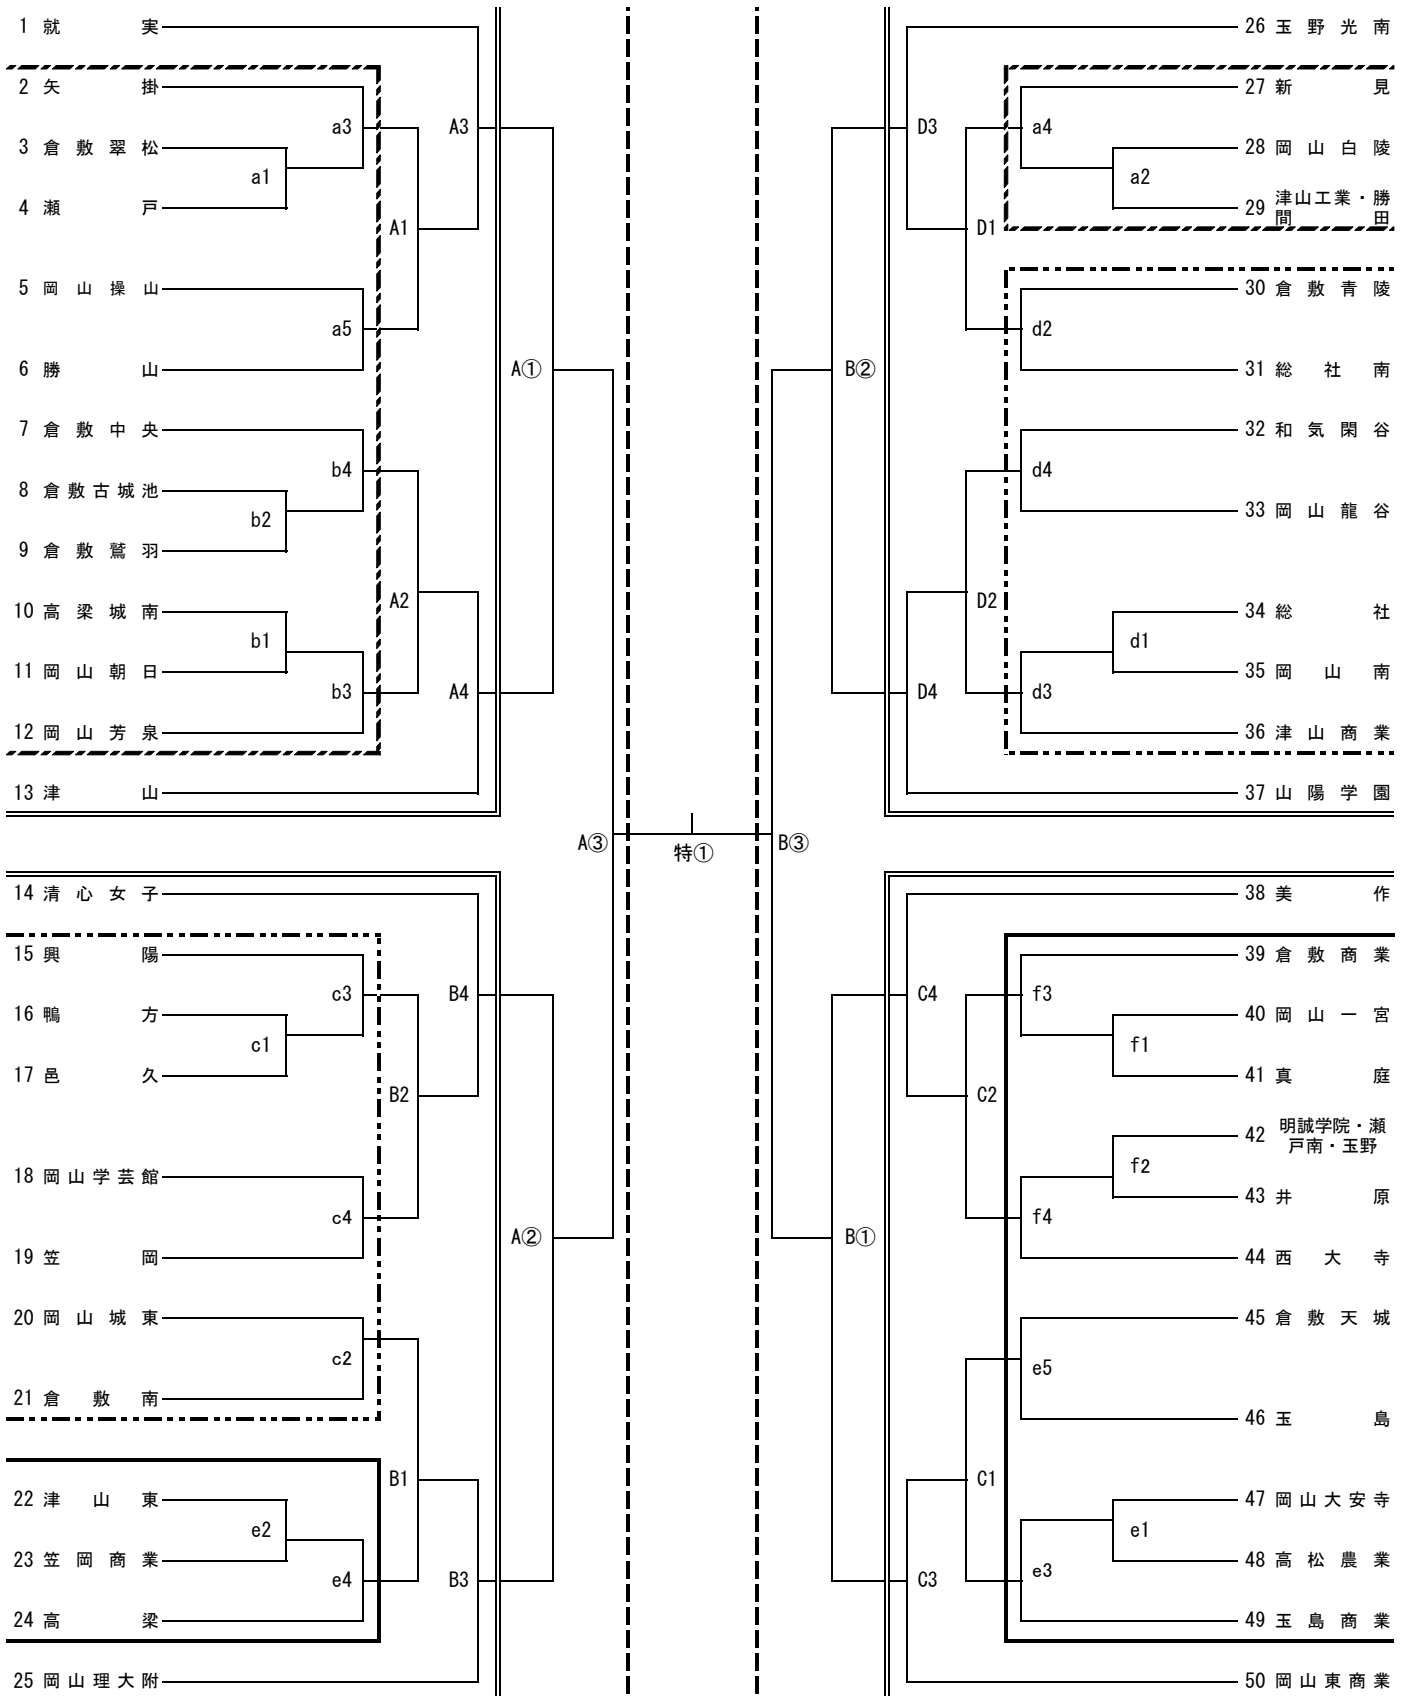 1 就実
2 矢掛
3 倉敷翠松
4 瀬戸
5 岡山操山
6 勝山
7 倉敷中央
8 倉敷古城池
9 倉敷鷲羽
10 高梁城南
11 岡山朝日
12 岡山芳泉
13 津山
a3
a1
a5
b4
b2
b1
b3
A1
A2
A3
A4
A①
14 清心女子
15 興陽
16 鴨方
17 邑久
18 岡山学芸館
19 笠岡
20 岡山城東
21 倉敷南
22 津山東
23 笠岡商業
24 高梁
25 岡山理大附
c3
c1
c4
c2
e2
e4
B2
B1
B4
B3
A②
A③
特①
B③
26 玉野光南
27 新見
28 岡山白陵
29 津山工業・勝
間田
30 倉敷青陵
31 総社南
32 和気閑谷
33 岡山龍谷
34 総社
35 岡山南
36 津山商業
37 山陽学園
a4
a2
d2
d4
d1
d3
D1
D2
D3
D4
B②
38 美作
39 倉敷商業
40 岡山一宮
41 真庭
42 明誠学院・瀬
戸南・玉野
43 井原
44 西大寺
45 倉敷天城
46 玉島
47 岡山大安寺
48 高松農業
49 玉島商業
50 岡山東商業
f3
f1
f2
f4
e5
e1
e3
C2
C1
C4
C3
B①